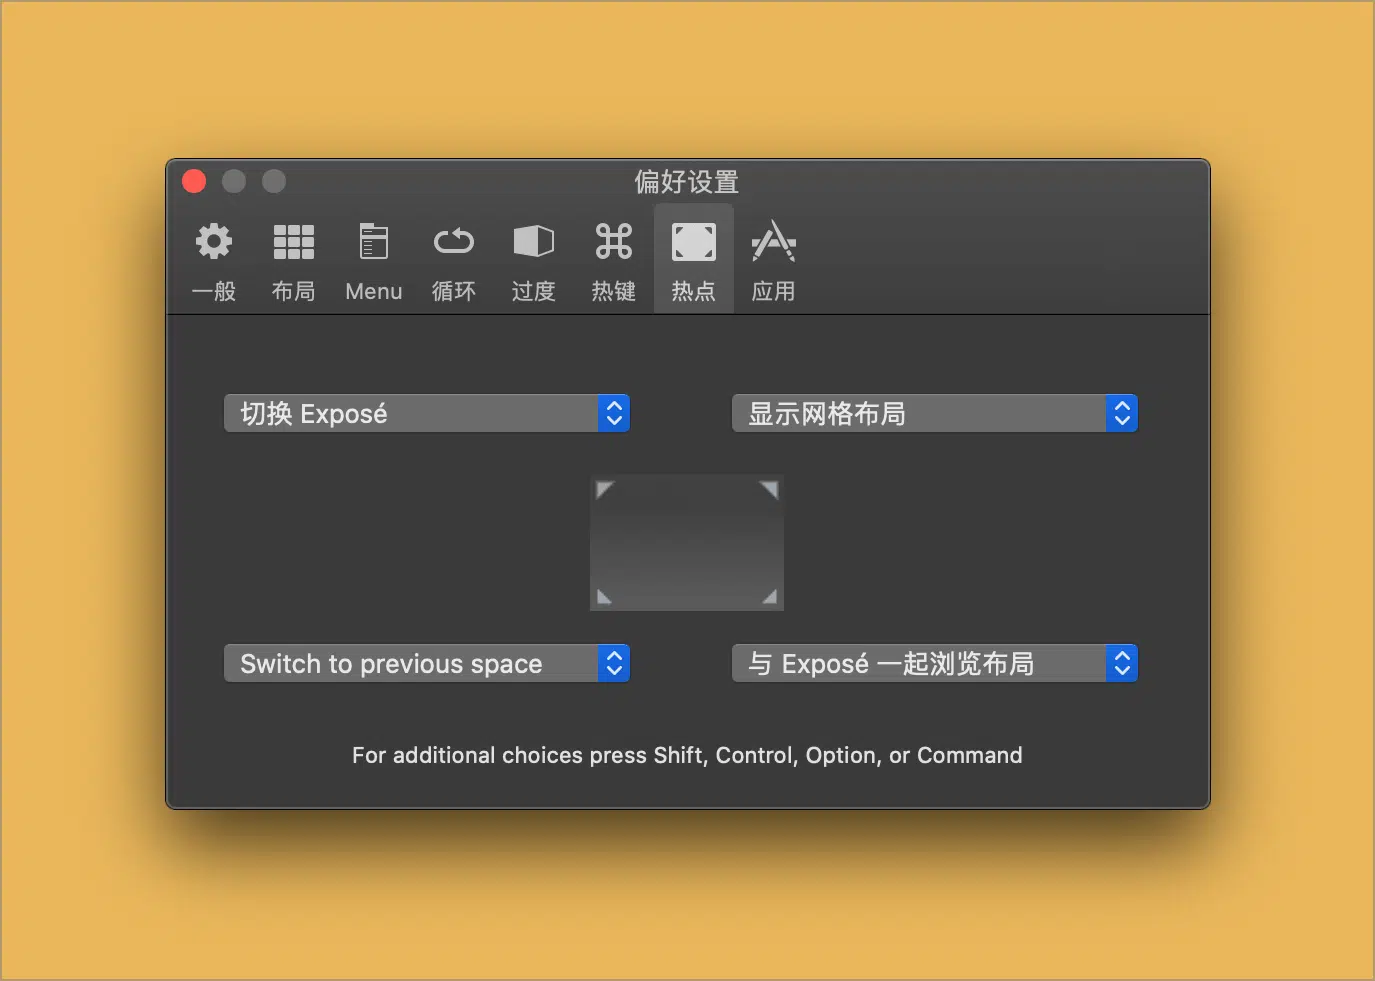 偏好设置
一般 布局 Menu 循环 过度 热键 热点 应用
切换 Exposé 显示网格布局
Switch to previous space 与 Exposé 一起浏览布局
For additional choices press Shift, Control, Option, or Command